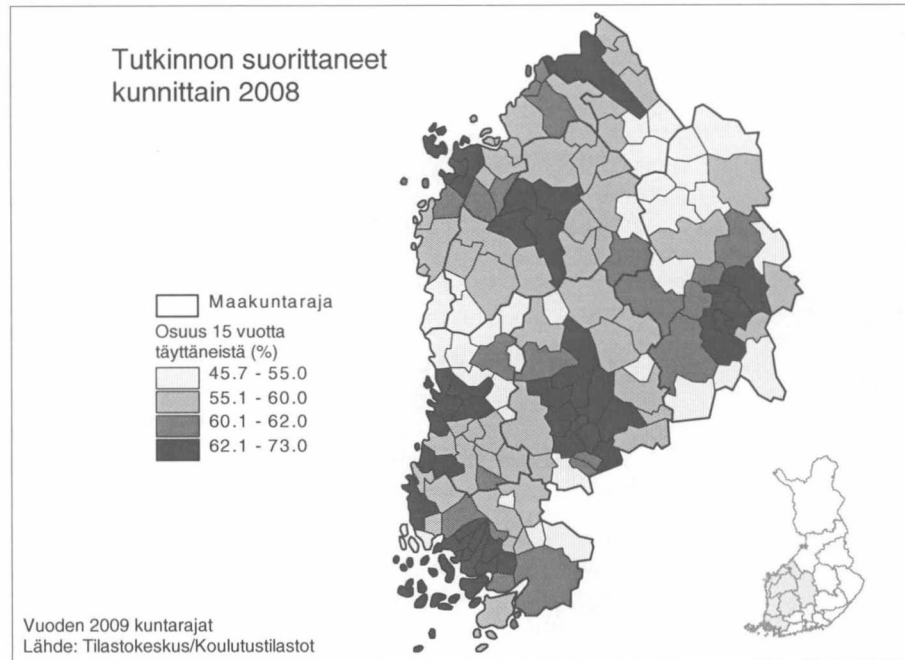 Tutkinnon suorittaneet
kunnittain 2008
Maakuntaraja
Osuus 15 vuotta
täyttäneistä (%)
45.7 - 55.0
55.1 - 60.0
60.1 - 62.0
62.1 - 73.0
Vuoden 2009 kuntarajat
Lähde: Tilastokeskus/Koulutustilastot